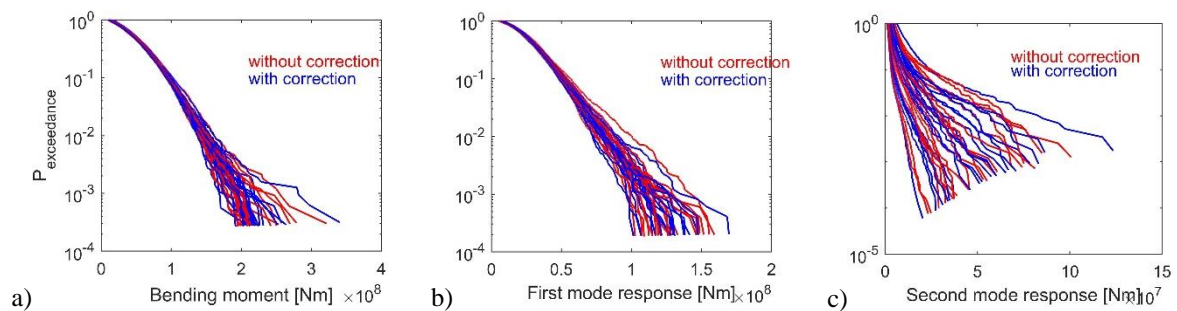 10^0
10^-1
10^-2
10^-3
10^-4
P_exceedance
without correction
with correction
0 1 2 3 4
Bending moment [Nm] ×10^8
a)
10^0
10^-1
10^-2
10^-3
10^-4
without correction
with correction
0 0.5 1 1.5 2
First mode response [Nm] ×10^8
b)
10^0
10^-5
without correction
with correction
0 5 10 15
Second mode response [Nm] ×10^7
c)